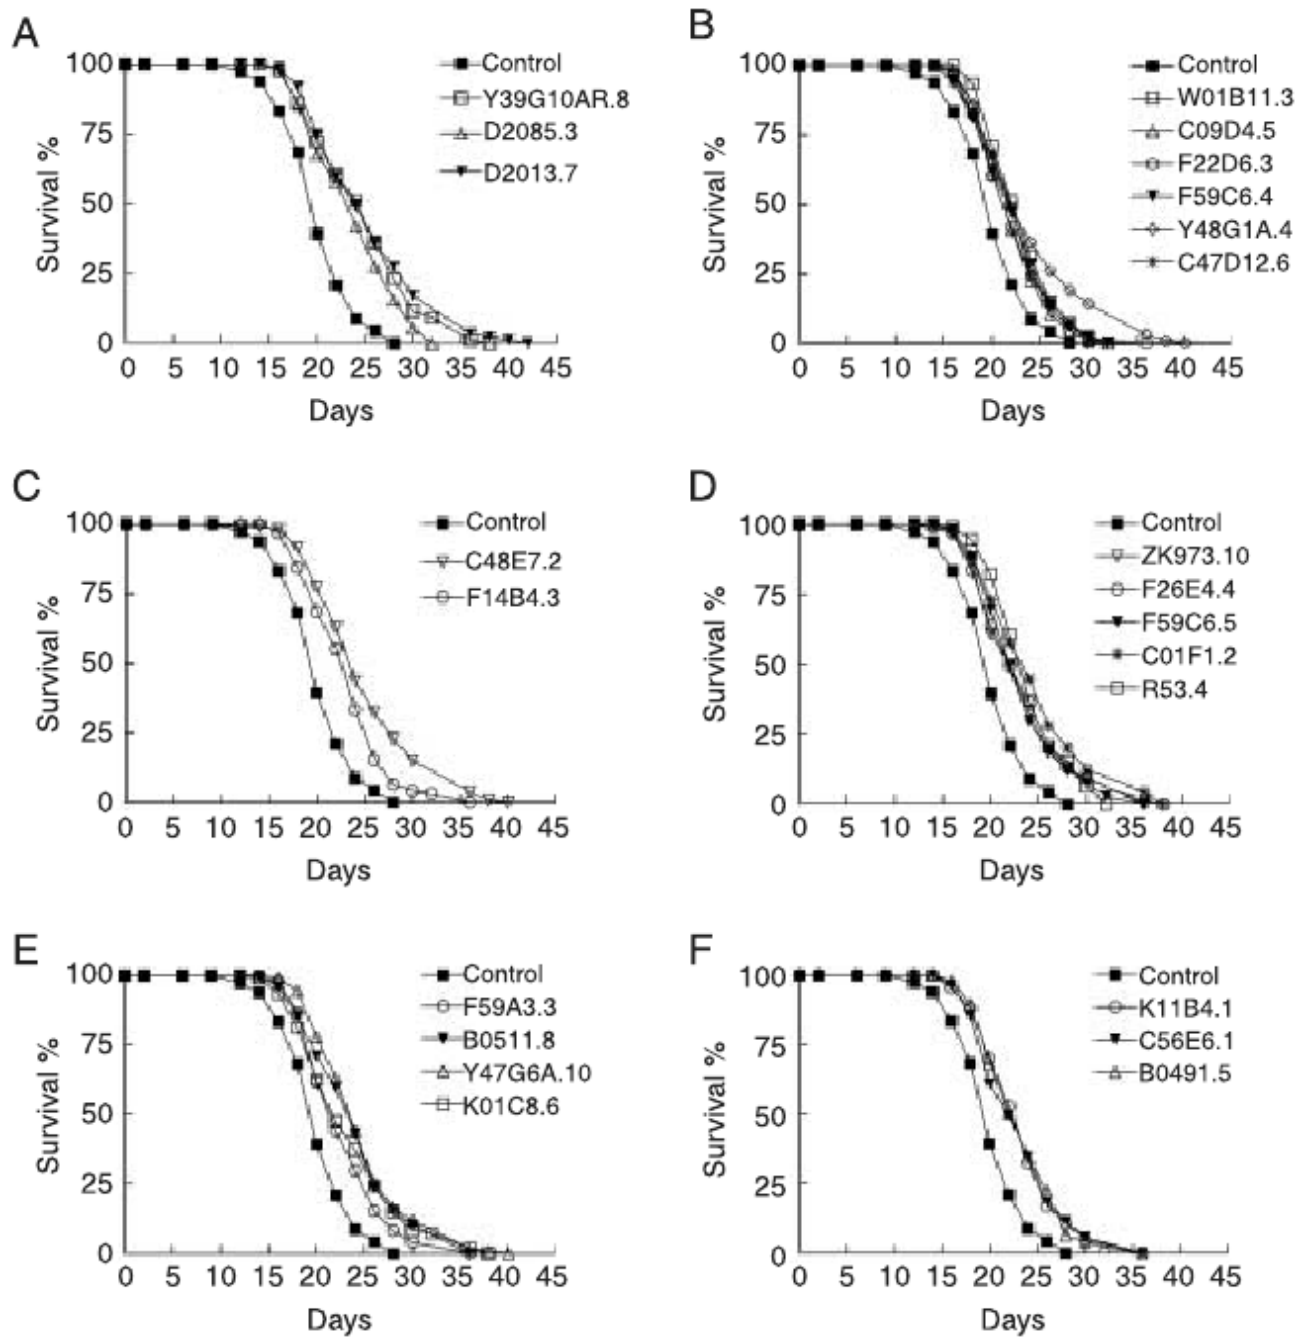 A
Survival %
100
75
50
25
0
0 5 10 15 20 25 30 35 40 45
Days
Control
Y39G10AR.8
D2085.3
D2013.7
B
Survival %
100
75
50
25
0
0 5 10 15 20 25 30 35 40 45
Days
Control
W01B11.3
C09D4.5
F22D6.3
F59C6.4
Y48G1A.4
C47D12.6
C
Survival %
100
75
50
25
0
0 5 10 15 20 25 30 35 40 45
Days
Control
C48E7.2
F14B4.3
D
Survival %
100
75
50
25
0
0 5 10 15 20 25 30 35 40 45
Days
Control
ZK973.10
F26E4.4
F59C6.5
C01F1.2
R53.4
E
Survival %
100
75
50
25
0
0 5 10 15 20 25 30 35 40 45
Days
Control
F59A3.3
B0511.8
Y47G6A.10
K01C8.6
F
Survival %
100
75
50
25
0
0 5 10 15 20 25 30 35 40 45
Days
Control
K11B4.1
C56E6.1
B0491.5